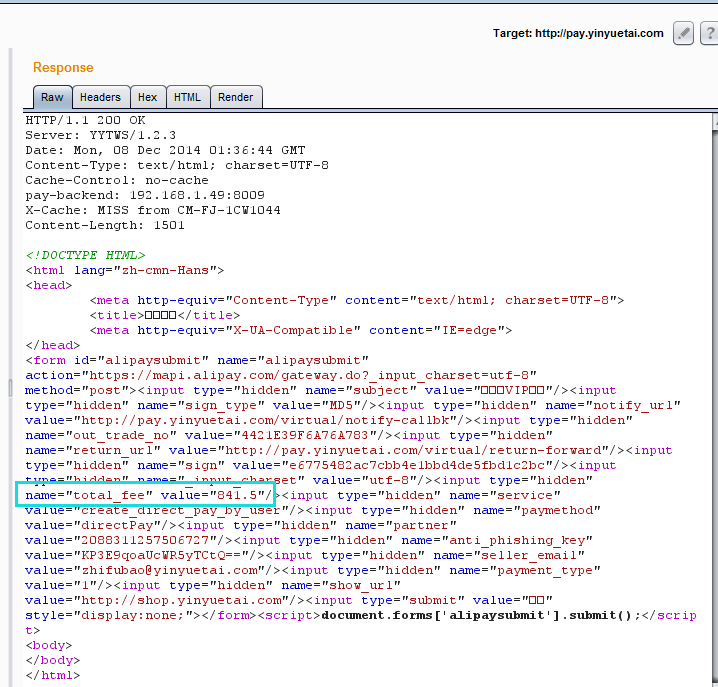 Target: http://pay.yinyuetai.com
?
Response
Raw Headers Hex HTML Render
HTTP/1.1 200 OK
Server: YYTWS/1.2.3
Date: Mon, 08 Dec 2014 01:36:44 GMT
Content-Type: text/html; charset=UTF-8
Cache-Control: no-cache
pay-backend: 192.168.1.49:8009
X-Cache: MISS from CM-FJ-1CW1044
Content-Length: 1501
<!DOCTYPE HTML>
<html lang="zh-cmn-Hans">
<head>
<meta http-equiv="Content-Type" content="text/html; charset=UTF-8">
<title>□□□□</title>
<meta http-equiv="X-UA-Compatible" content="IE=edge">
</head>
<form id="alipaysubmit" name="alipaysubmit"
action="https://mapi.alipay.com/gateway.do?_input_charset=utf-8"
method="post"><input type="hidden" name="subject" value="□□□VIP□□"/><input
type="hidden" name="sign_type" value="MD5"/><input type="hidden" name="notify_url"
value="http://pay.yinyuetai.com/virtual/notify-callbk"/><input type="hidden"
name="out_trade_no" value="4421E39F6A76A783"/><input type="hidden"
name="return_url" value="http://pay.yinyuetai.com/virtual/return-forward"/><input
type="hidden" name="sign" value="e6775482ac7cbb4e1bbd4de5fbd1c2bc"/><input
type="hidden" name="_input_charset" value="utf-8"/><input type="hidden"
name="total_fee" value="841.5"/><input type="hidden" name="service"
value="create_direct_pay_by_user"/><input type="hidden" name="paymethod"
value="directPay"/><input type="hidden" name="partner"
value="2088311257506727"/><input type="hidden" name="anti_phishing_key"
value="KP3E9qoaUcWR5yTCtQ=="/><input type="hidden" name="seller_email"
value="zhifubao@yinyuetai.com"/><input type="hidden" name="payment_type"
value="1"/><input type="hidden" name="show_url"
value="http://shop.yinyuetai.com"/><input type="submit" value="□□"
style="display:none;"></form><script>document.forms['alipaysubmit'].submit();</scrip
t>
<body>
</body>
</html>